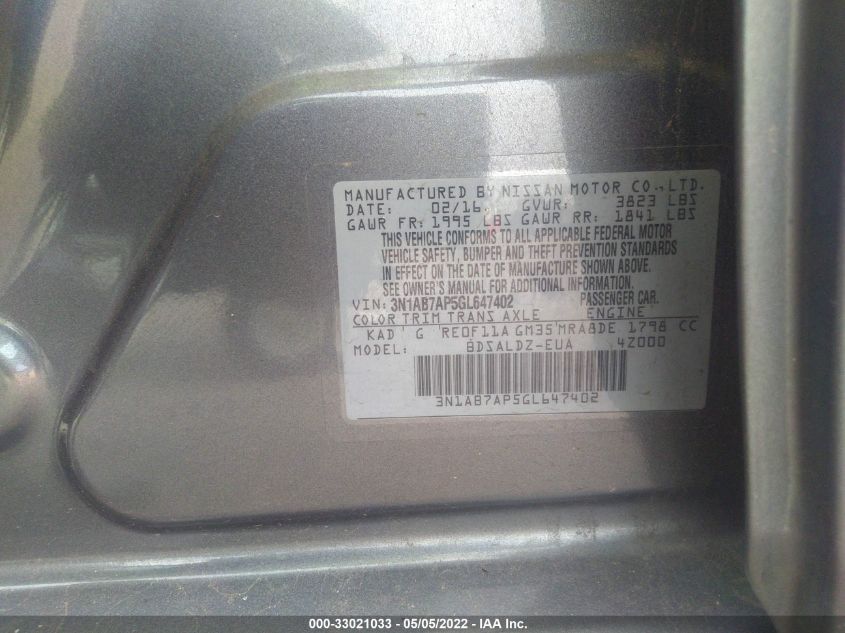 MANUFACTURED BY NISSAN MOTOR CO., LTD.
DATE: 02/16 GVWR: 3823 LBS
GAWR FR: 1995 LBS GAWR RR: 1841 LBS
THIS VEHICLE CONFORMS TO ALL APPLICABLE FEDERAL MOTOR
VEHICLE SAFETY, BUMPER AND THEFT PREVENTION STANDARDS
IN EFFECT ON THE DATE OF MANUFACTURE SHOWN ABOVE.
SEE OWNER'S MANUAL FOR ADDITIONAL INFORMATION.
VIN: 3N1AB7AP5GL647402 PASSENGER CAR.
COLOR TRIM TRANS AXLE ENGINE
KAD ' G ' RE0F11A GM35'MRA8DE 1798 CC
MODEL: BDSALDZ-EUA 4Z000
3N1AB7AP5GL647402
000-33021033 - 05/05/2022 - IAA Inc.